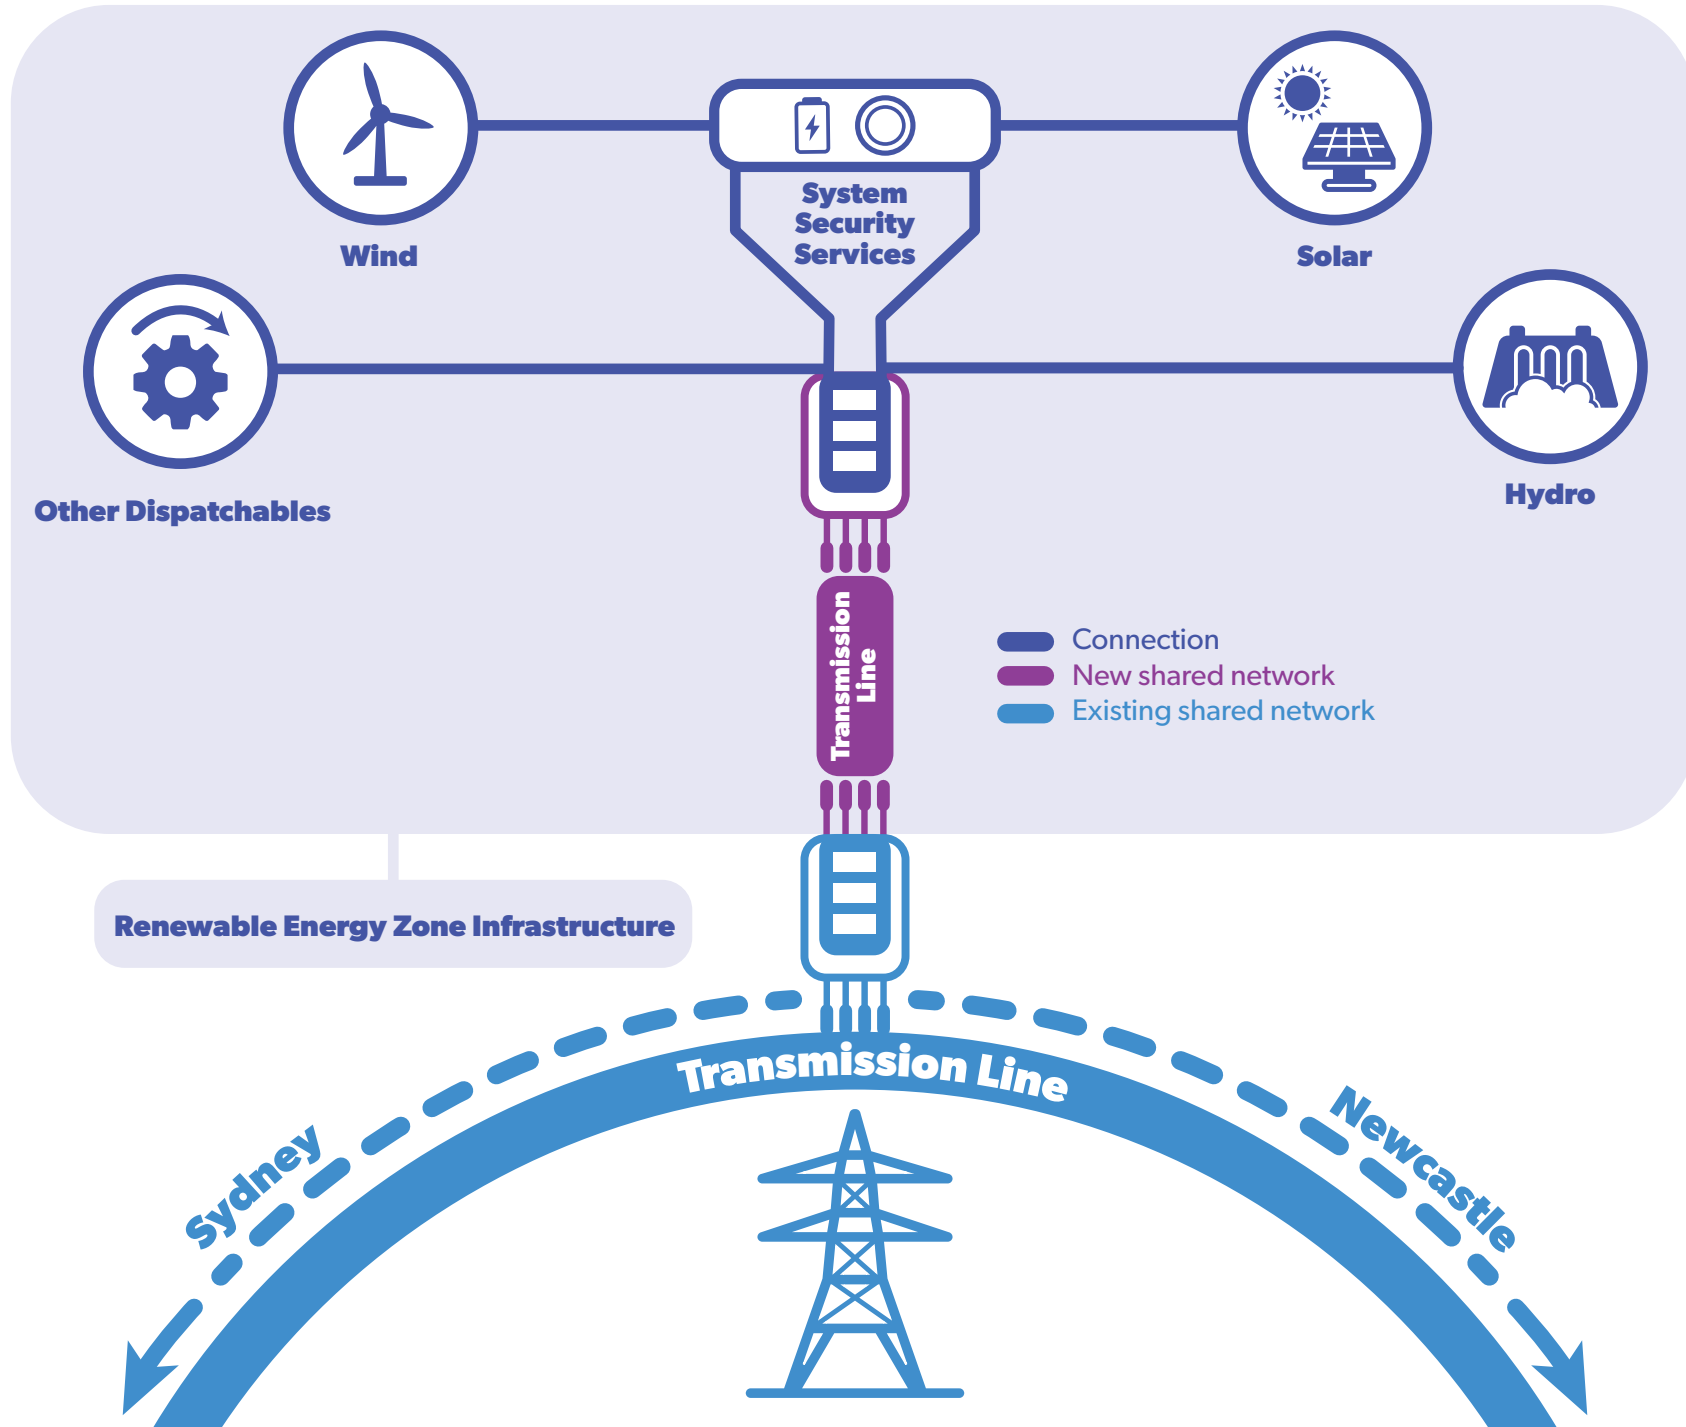 System
Security
Services
Wind
Solar
Other Dispatchables
Hydro
Transmission
Line
Connection
New shared network
Existing shared network
Renewable Energy Zone Infrastructure
Transmission Line
Sydney
Newcastle